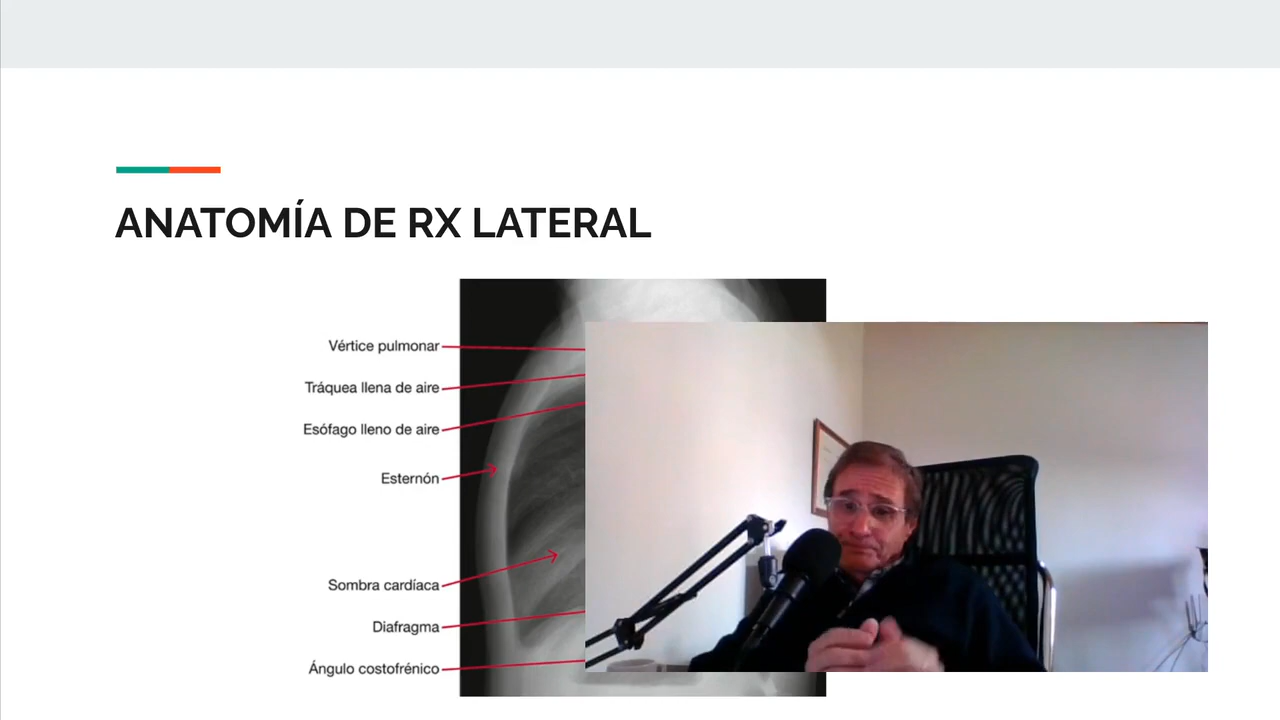 ANATOMÍA DE RX LATERAL
Vértice pulmonar
Tráquea llena de aire
Esófago lleno de aire
Esternón
Sombra cardíaca
Diafragma
Ángulo costofrénico